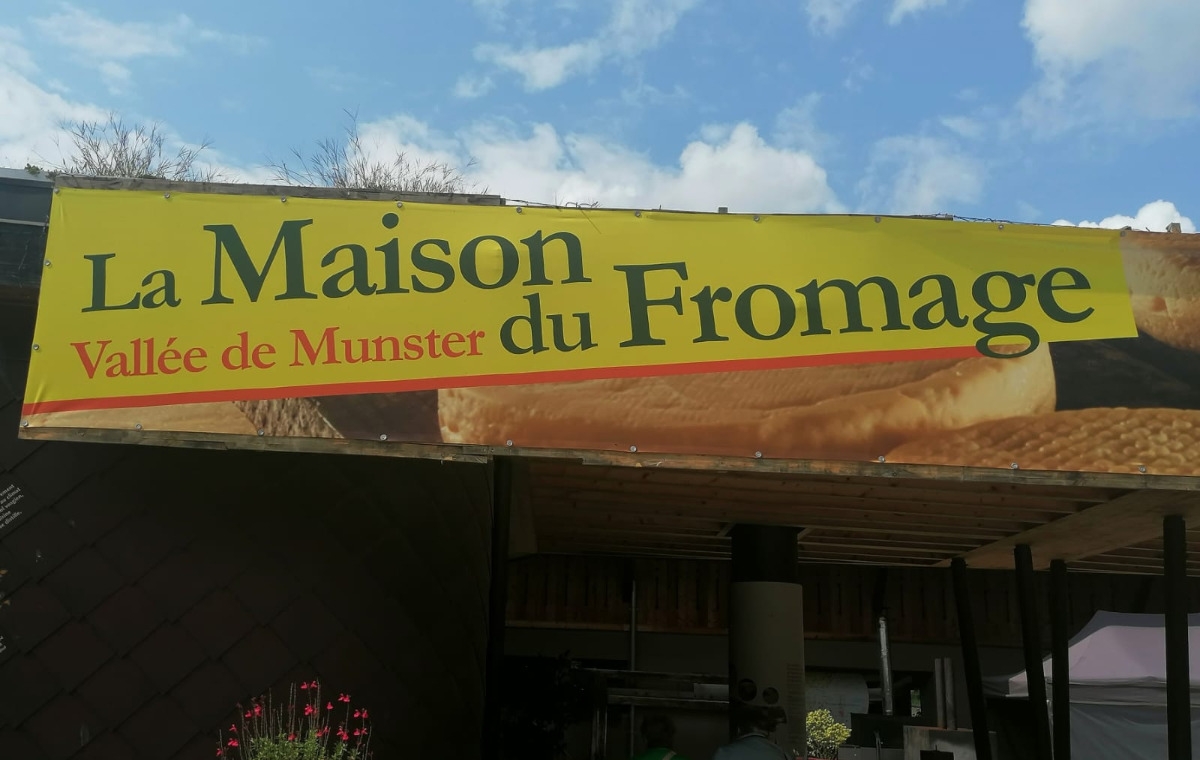 La Maison
du Fromage
Vallée de Munster